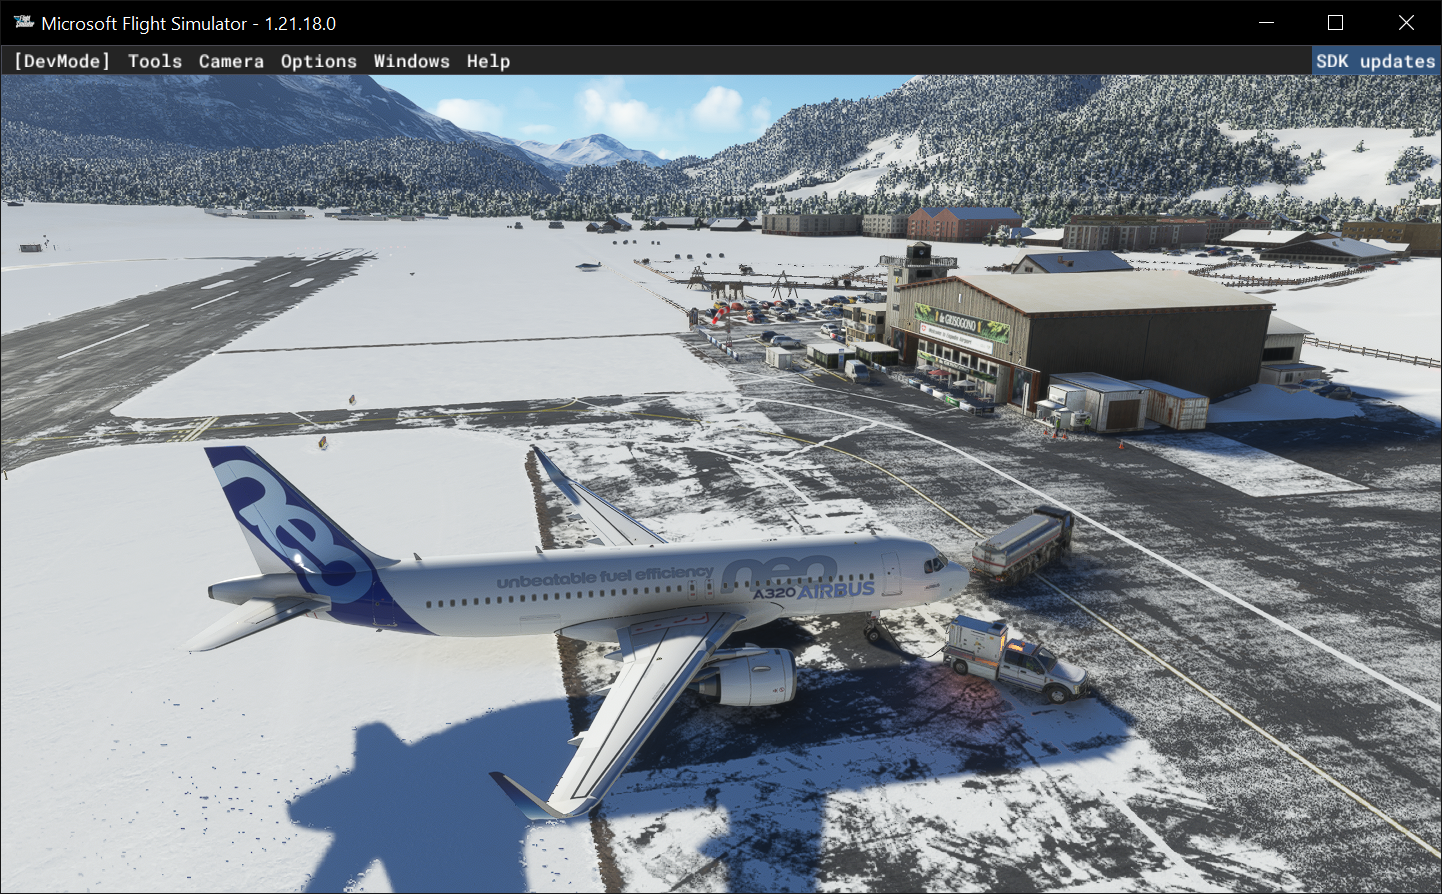 Microsoft Flight Simulator - 1.21.18.0
[DevMode] Tools Camera Options Windows Help
SDK updates
& GRISOGONO
unbeatable fuel efficiency
neo
A320 AIRBUS